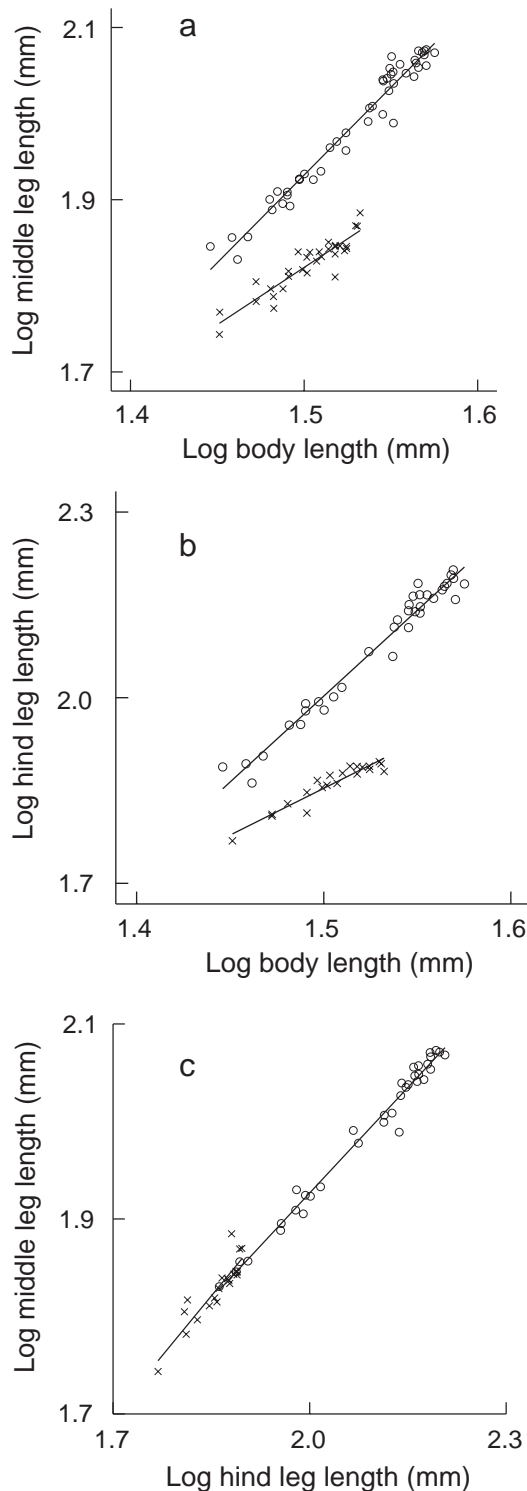 a
2.1
1.9
1.7
Log middle leg length (mm)
1.4 1.5 1.6
Log body length (mm)
b
2.3
2.0
1.7
Log hind leg length (mm)
1.4 1.5 1.6
Log body length (mm)
c
2.1
1.9
1.7
Log middle leg length (mm)
1.7 2.0 2.3
Log hind leg length (mm)